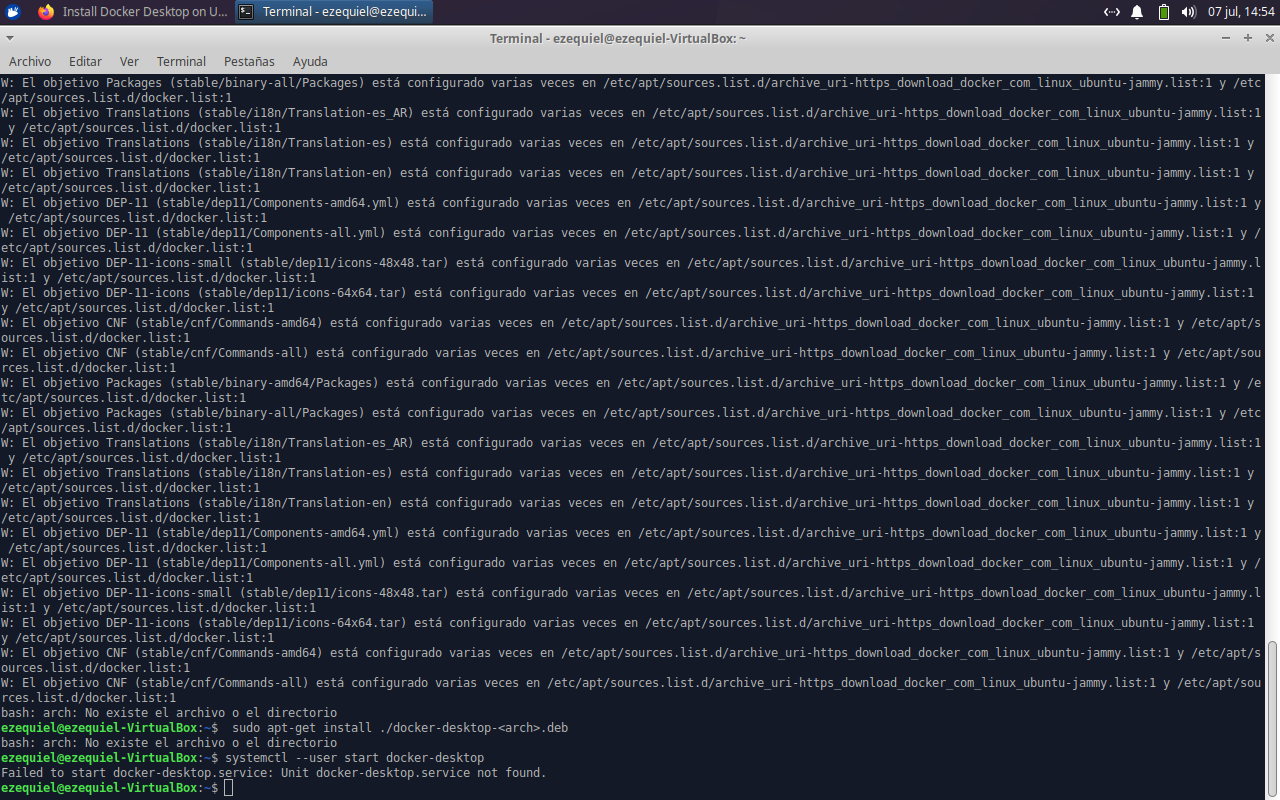 Install Docker Desktop on U...
Terminal - ezequiel@ezequi...
07 jul, 14:54
Terminal - ezequiel@ezequiel-VirtualBox: ~
Archivo Editar Ver Terminal Pestañas Ayuda
W: El objetivo Packages (stable/binary-all/Packages) está configurado varias veces en /etc/apt/sources.list.d/archive_uri-https_download_docker_com_linux_ubuntu-jammy.list:1 y /etc
/apt/sources.list.d/docker.list:1
W: El objetivo Translations (stable/i18n/Translation-es_AR) está configurado varias veces en /etc/apt/sources.list.d/archive_uri-https_download_docker_com_linux_ubuntu-jammy.list:1
 y /etc/apt/sources.list.d/docker.list:1
W: El objetivo Translations (stable/i18n/Translation-es) está configurado varias veces en /etc/apt/sources.list.d/archive_uri-https_download_docker_com_linux_ubuntu-jammy.list:1 y
/etc/apt/sources.list.d/docker.list:1
W: El objetivo Translations (stable/i18n/Translation-en) está configurado varias veces en /etc/apt/sources.list.d/archive_uri-https_download_docker_com_linux_ubuntu-jammy.list:1 y
/etc/apt/sources.list.d/docker.list:1
W: El objetivo DEP-11 (stable/dep11/Components-amd64.yml) está configurado varias veces en /etc/apt/sources.list.d/archive_uri-https_download_docker_com_linux_ubuntu-jammy.list:1 y
 /etc/apt/sources.list.d/docker.list:1
W: El objetivo DEP-11 (stable/dep11/Components-all.yml) está configurado varias veces en /etc/apt/sources.list.d/archive_uri-https_download_docker_com_linux_ubuntu-jammy.list:1 y /
etc/apt/sources.list.d/docker.list:1
W: El objetivo DEP-11-icons-small (stable/dep11/icons-48x48.tar) está configurado varias veces en /etc/apt/sources.list.d/archive_uri-https_download_docker_com_linux_ubuntu-jammy.l
ist:1 y /etc/apt/sources.list.d/docker.list:1
W: El objetivo DEP-11-icons (stable/dep11/icons-64x64.tar) está configurado varias veces en /etc/apt/sources.list.d/archive_uri-https_download_docker_com_linux_ubuntu-jammy.list:1
y /etc/apt/sources.list.d/docker.list:1
W: El objetivo CNF (stable/cnf/Commands-amd64) está configurado varias veces en /etc/apt/sources.list.d/archive_uri-https_download_docker_com_linux_ubuntu-jammy.list:1 y /etc/apt/s
ources.list.d/docker.list:1
W: El objetivo CNF (stable/cnf/Commands-all) está configurado varias veces en /etc/apt/sources.list.d/archive_uri-https_download_docker_com_linux_ubuntu-jammy.list:1 y /etc/apt/sou
rces.list.d/docker.list:1
W: El objetivo Packages (stable/binary-amd64/Packages) está configurado varias veces en /etc/apt/sources.list.d/archive_uri-https_download_docker_com_linux_ubuntu-jammy.list:1 y /e
tc/apt/sources.list.d/docker.list:1
W: El objetivo Packages (stable/binary-all/Packages) está configurado varias veces en /etc/apt/sources.list.d/archive_uri-https_download_docker_com_linux_ubuntu-jammy.list:1 y /etc
/apt/sources.list.d/docker.list:1
W: El objetivo Translations (stable/i18n/Translation-es_AR) está configurado varias veces en /etc/apt/sources.list.d/archive_uri-https_download_docker_com_linux_ubuntu-jammy.list:1
 y /etc/apt/sources.list.d/docker.list:1
W: El objetivo Translations (stable/i18n/Translation-es) está configurado varias veces en /etc/apt/sources.list.d/archive_uri-https_download_docker_com_linux_ubuntu-jammy.list:1 y
/etc/apt/sources.list.d/docker.list:1
W: El objetivo Translations (stable/i18n/Translation-en) está configurado varias veces en /etc/apt/sources.list.d/archive_uri-https_download_docker_com_linux_ubuntu-jammy.list:1 y
/etc/apt/sources.list.d/docker.list:1
W: El objetivo DEP-11 (stable/dep11/Components-amd64.yml) está configurado varias veces en /etc/apt/sources.list.d/archive_uri-https_download_docker_com_linux_ubuntu-jammy.list:1 y
 /etc/apt/sources.list.d/docker.list:1
W: El objetivo DEP-11 (stable/dep11/Components-all.yml) está configurado varias veces en /etc/apt/sources.list.d/archive_uri-https_download_docker_com_linux_ubuntu-jammy.list:1 y /
etc/apt/sources.list.d/docker.list:1
W: El objetivo DEP-11-icons-small (stable/dep11/icons-48x48.tar) está configurado varias veces en /etc/apt/sources.list.d/archive_uri-https_download_docker_com_linux_ubuntu-jammy.l
ist:1 y /etc/apt/sources.list.d/docker.list:1
W: El objetivo DEP-11-icons (stable/dep11/icons-64x64.tar) está configurado varias veces en /etc/apt/sources.list.d/archive_uri-https_download_docker_com_linux_ubuntu-jammy.list:1
y /etc/apt/sources.list.d/docker.list:1
W: El objetivo CNF (stable/cnf/Commands-amd64) está configurado varias veces en /etc/apt/sources.list.d/archive_uri-https_download_docker_com_linux_ubuntu-jammy.list:1 y /etc/apt/s
ources.list.d/docker.list:1
W: El objetivo CNF (stable/cnf/Commands-all) está configurado varias veces en /etc/apt/sources.list.d/archive_uri-https_download_docker_com_linux_ubuntu-jammy.list:1 y /etc/apt/sou
rces.list.d/docker.list:1
bash: arch: No existe el archivo o el directorio
ezequiel@ezequiel-VirtualBox:~$  sudo apt-get install ./docker-desktop-<arch>.deb
bash: arch: No existe el archivo o el directorio
ezequiel@ezequiel-VirtualBox:~$ systemctl --user start docker-desktop
Failed to start docker-desktop.service: Unit docker-desktop.service not found.
ezequiel@ezequiel-VirtualBox:~$